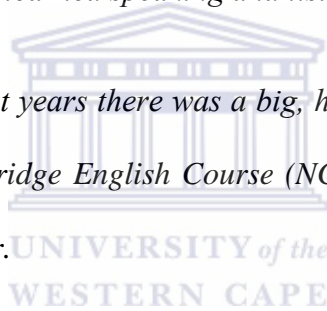 t years there was a big, h
ridge English Course (NC
r.
UNIVERSITY of the
WESTERN CAPE